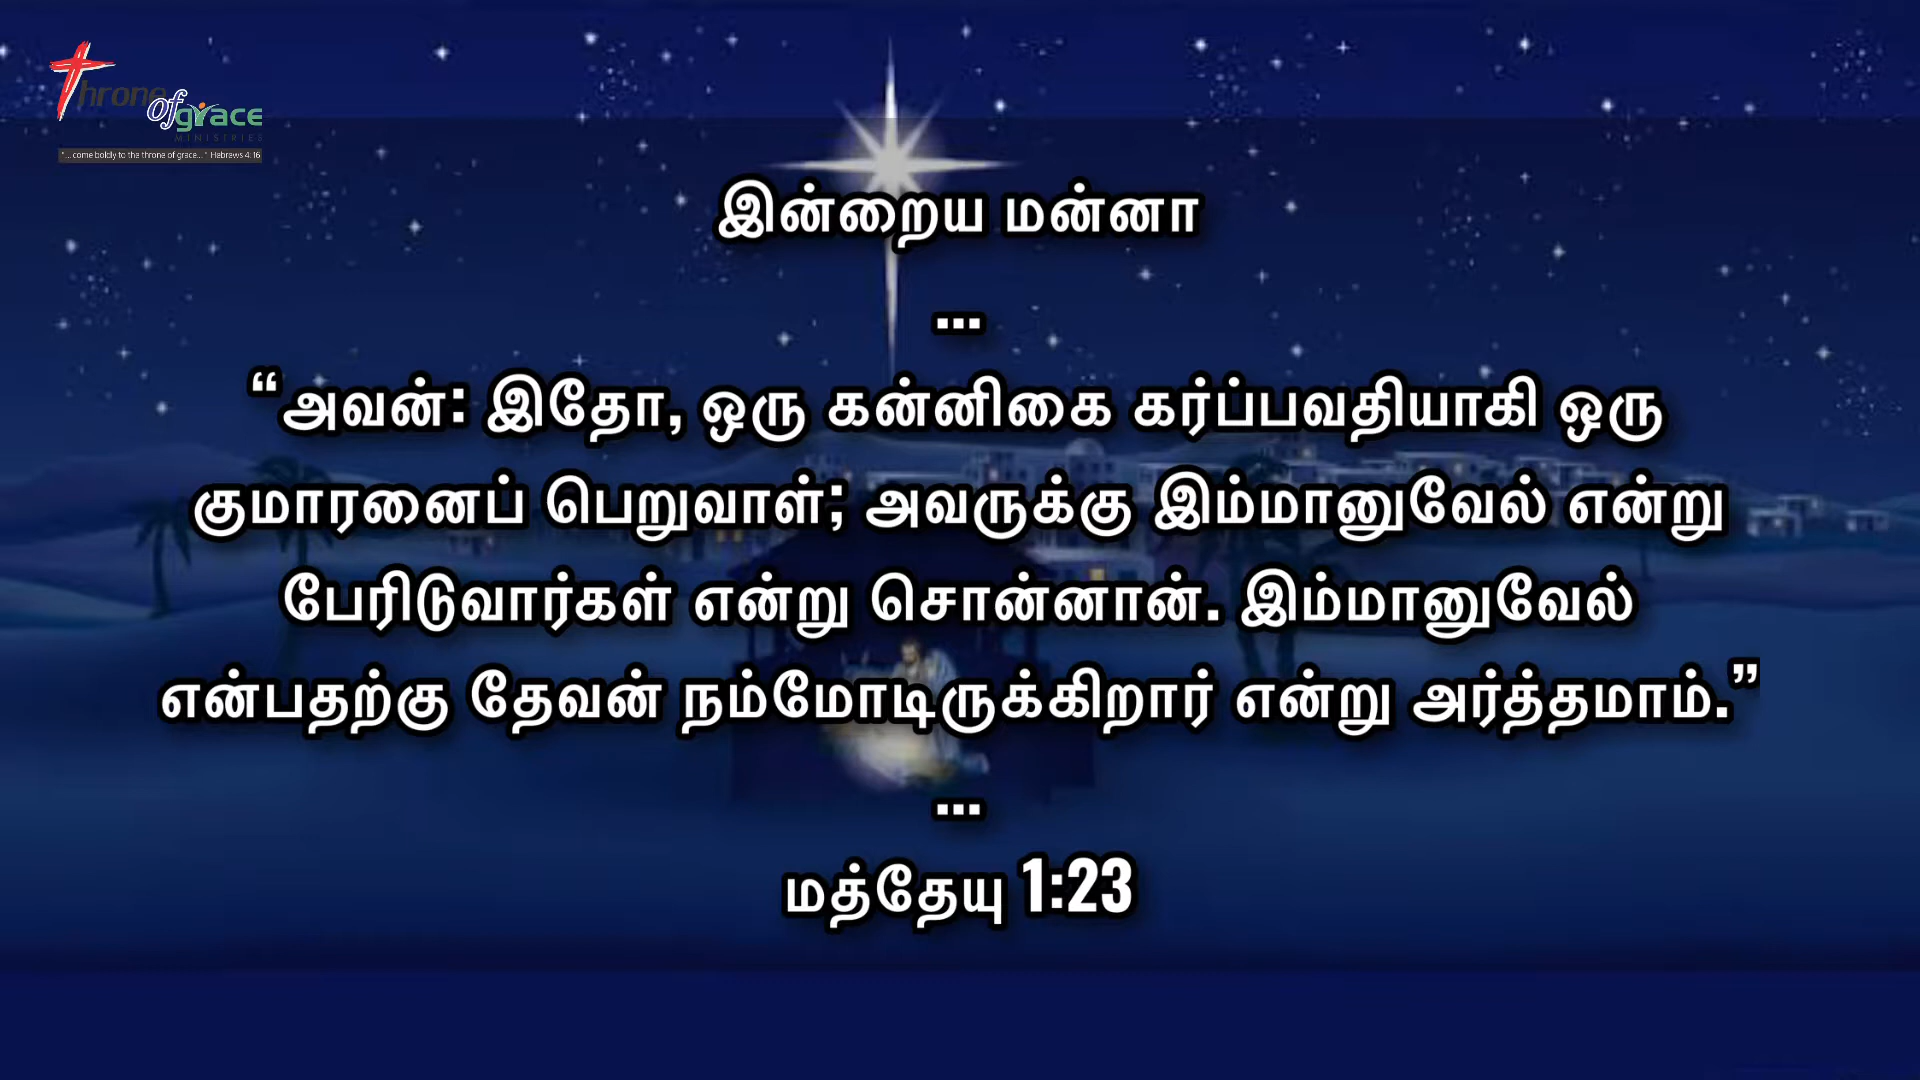 Throne of grace
MINISTRIES
"... come boldly to the throne of grace... " Hebrews 4:16
இன்றைய மன்னா
...
“அவன்: இதோ, ஒரு கன்னிகை கர்ப்பவதியாகி ஒரு
குமாரனைப் பெறுவாள்; அவருக்கு இம்மானுவேல் என்று
பேரிடுவார்கள் என்று சொன்னான். இம்மானுவேல்
என்பதற்கு தேவன் நம்மோடிருக்கிறார் என்று அர்த்தமாம்.”
...
மத்தேயு 1:23